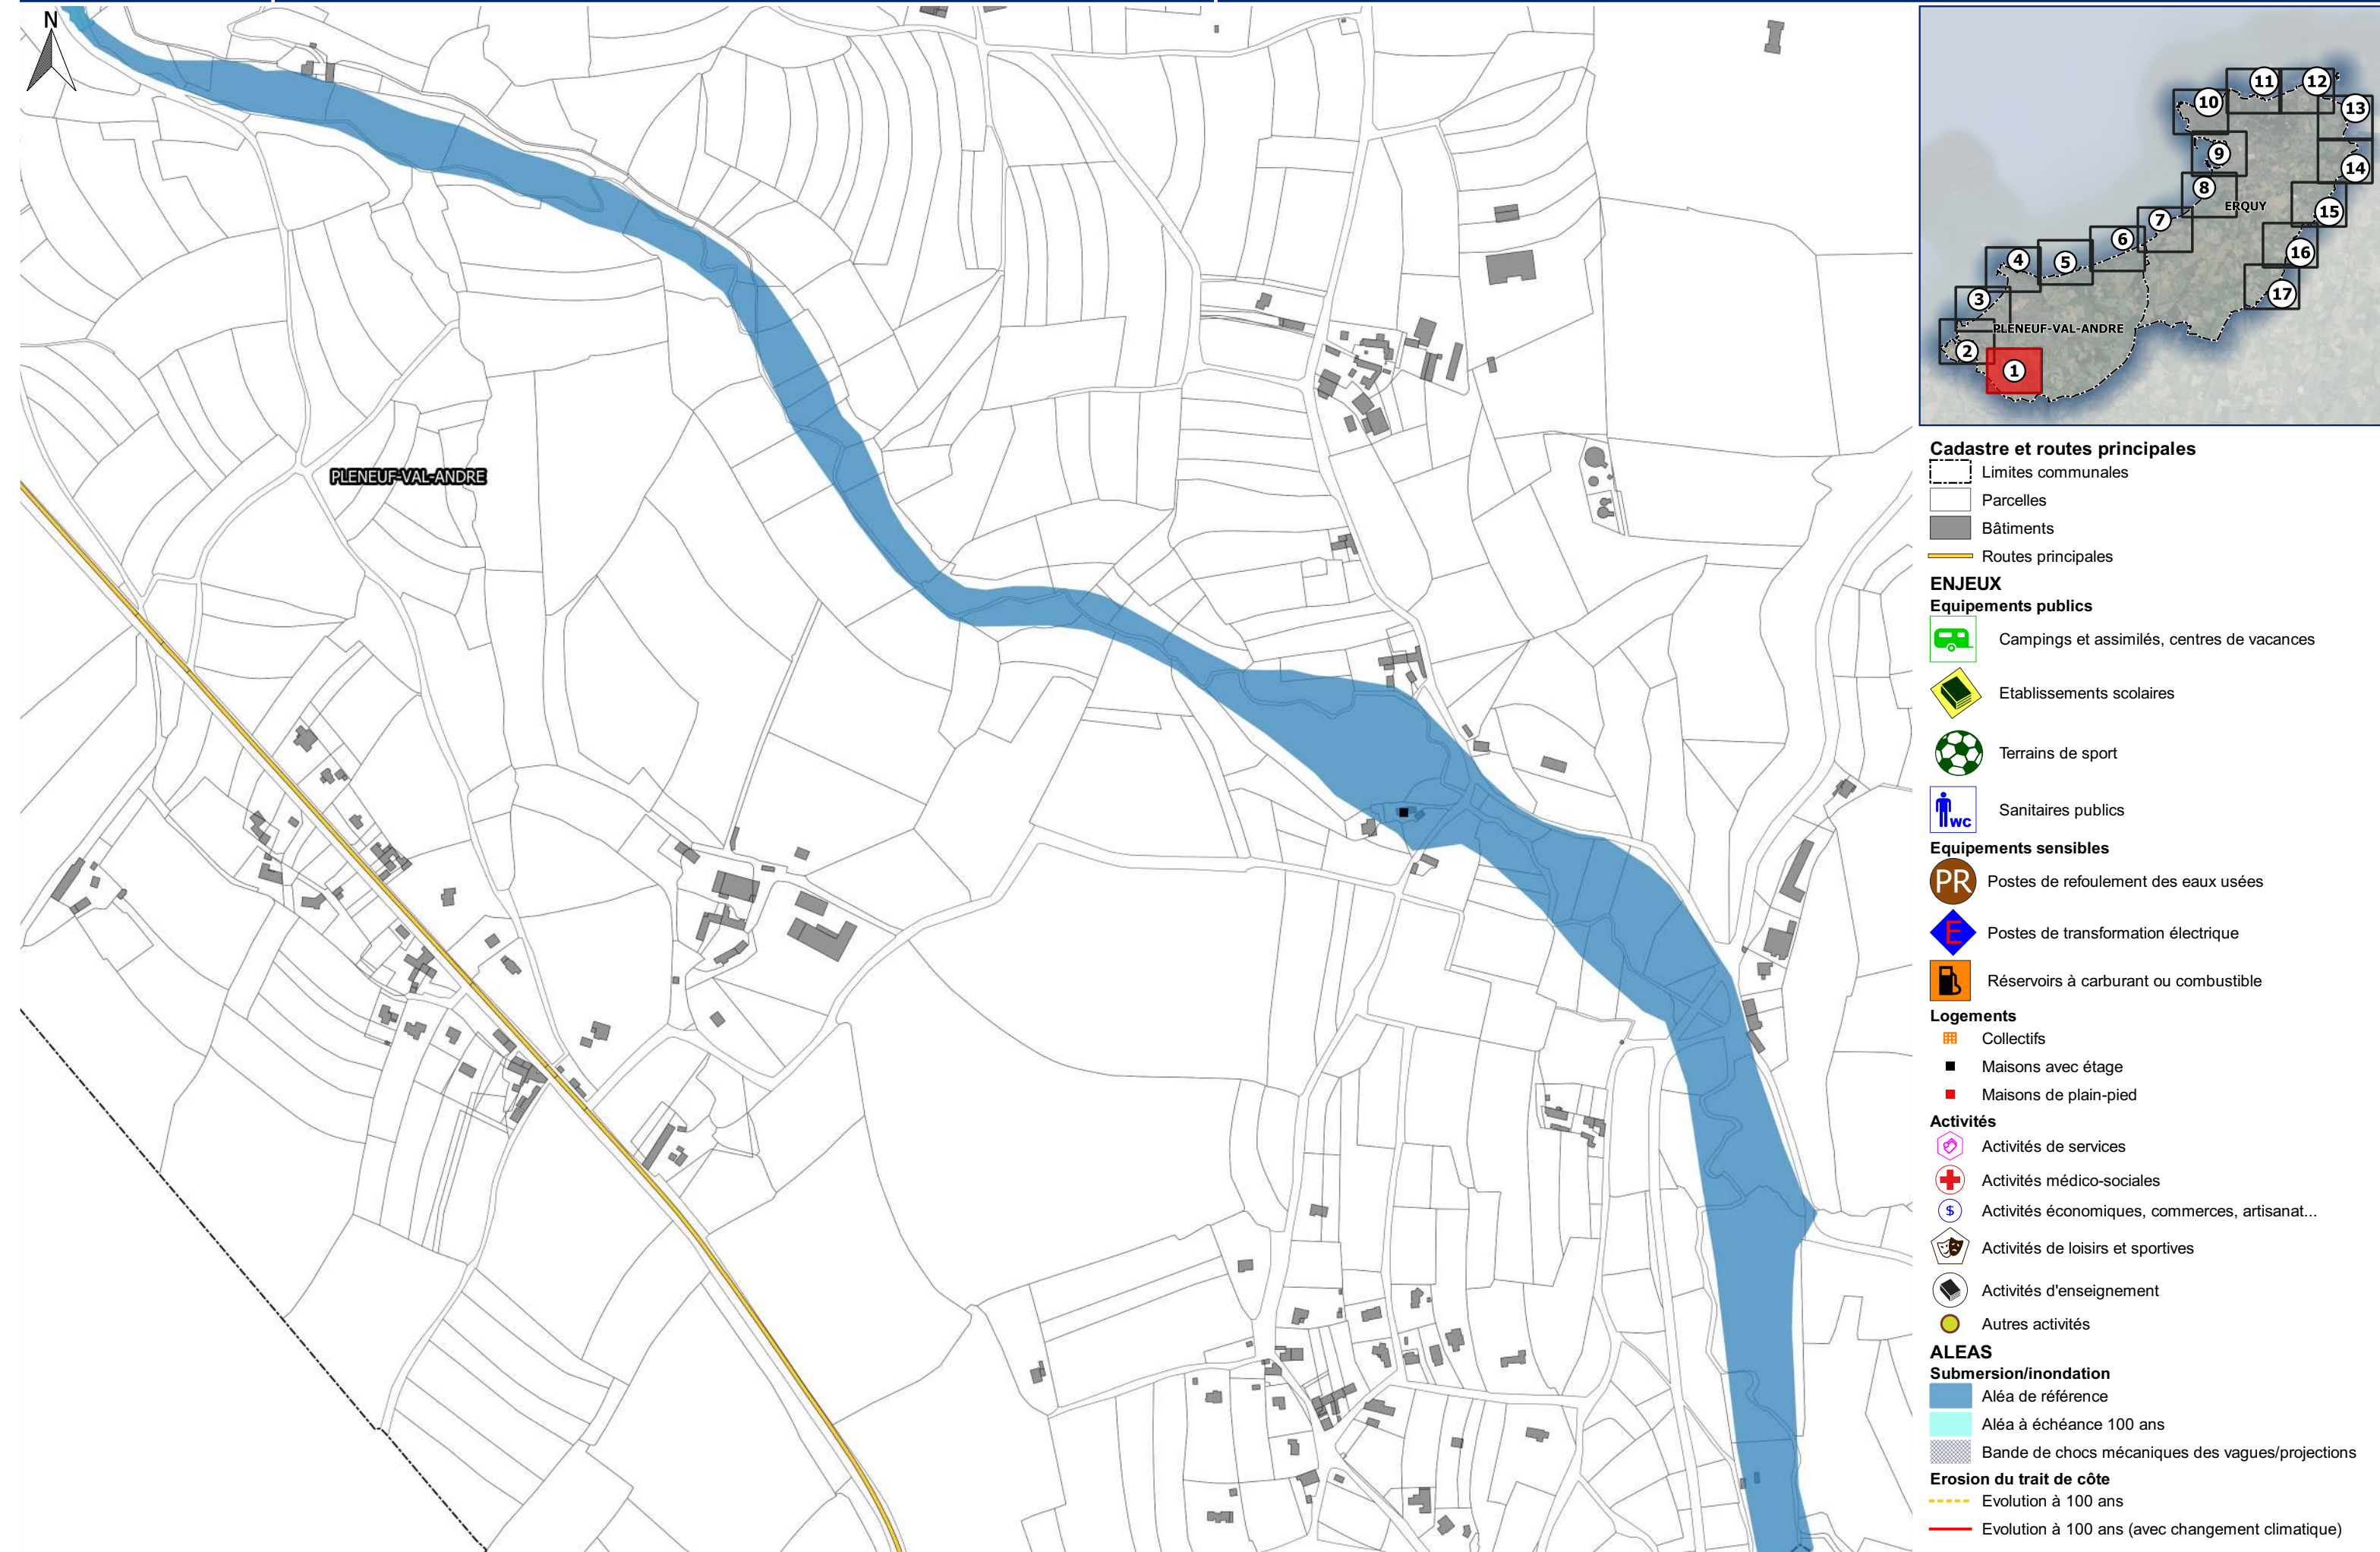 N
PLENEUF-VAL-ANDRE
11
12
10
13
9
14
8
ERQUY
15
7
6
16
4
5
17
3
PLENEUF-VAL-ANDRE
2
1
Cadastre et routes principales
Limites communales
Parcelles
Bâtiments
Routes principales
ENJEUX
Equipements publics
Campings et assimilés, centres de vacances
Etablissements scolaires
Terrains de sport
WC
Sanitaires publics
Equipements sensibles
PR
Postes de refoulement des eaux usées
E
Postes de transformation électrique
Réservoirs à carburant ou combustible
Logements
Collectifs
Maisons avec étage
Maisons de plain-pied
Activités
Activités de services
Activités médico-sociales
$
Activités économiques, commerces, artisanat...
Activités de loisirs et sportives
Activités d'enseignement
Autres activités
ALEAS
Submersion/inondation
Aléa de référence
Aléa à échéance 100 ans
Bande de chocs mécaniques des vagues/projections
Erosion du trait de côte
Evolution à 100 ans
Evolution à 100 ans (avec changement climatique)